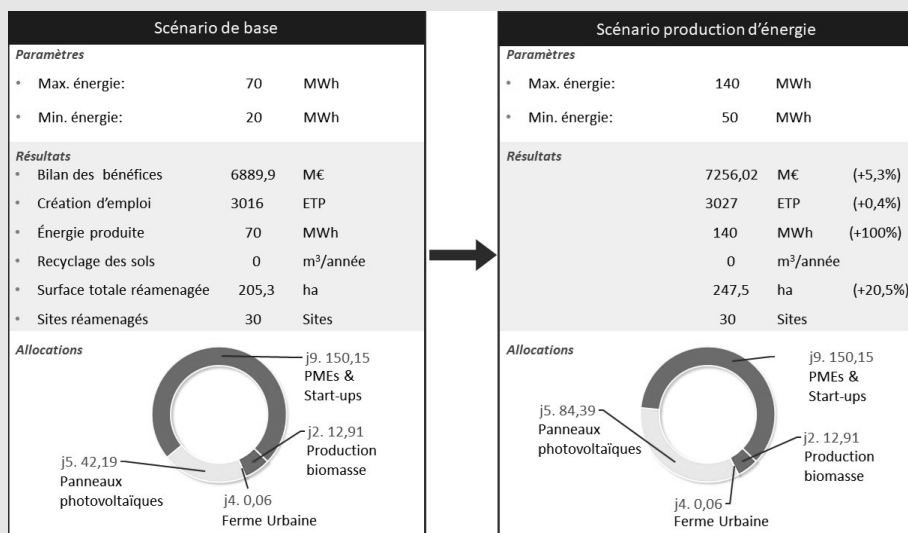 Scénario de base
Paramètres
• Max. énergie: 70 MWh
• Min. énergie: 20 MWh
Résultats
• Bilan des bénéfices 6889,9 M€
• Création d'emploi 3016 ETP
• Énergie produite 70 MWh
• Recyclage des sols 0 m³/année
• Surface totale réamenagée 205,3 ha
• Sites réamenagés 30 Sites
Allocations
j9. 150,15
PMEs &
Start-ups
j2. 12,91
Production
biomasse
j5. 42,19
Panneaux
photovoltaïques
j4. 0,06
Ferme Urbaine
Scénario production d'énergie
Paramètres
• Max. énergie: 140 MWh
• Min. énergie: 50 MWh
Résultats
7256,02 M€ (+5,3%)
3027 ETP (+0,4%)
140 MWh (+100%)
0 m³/année
247,5 ha (+20,5%)
30 Sites
Allocations
j9. 150,15
PMEs &
Start-ups
j5. 84,39
Panneaux
photovoltaïques
j2. 12,91
Production
biomasse
j4. 0,06
Ferme Urbaine